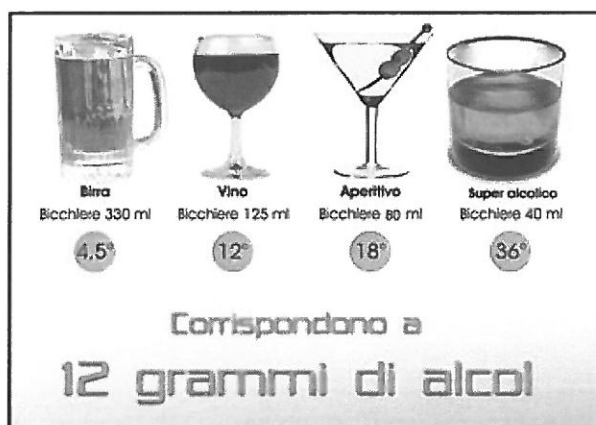 Birra Vino Aperitivo Super alcolico
Bicchiere 330 ml Bicchiere 125 ml Bicchiere 80 ml Bicchiere 40 ml
4.5° 12° 18° 36°
Corrispondono a
12 grammi di alcol